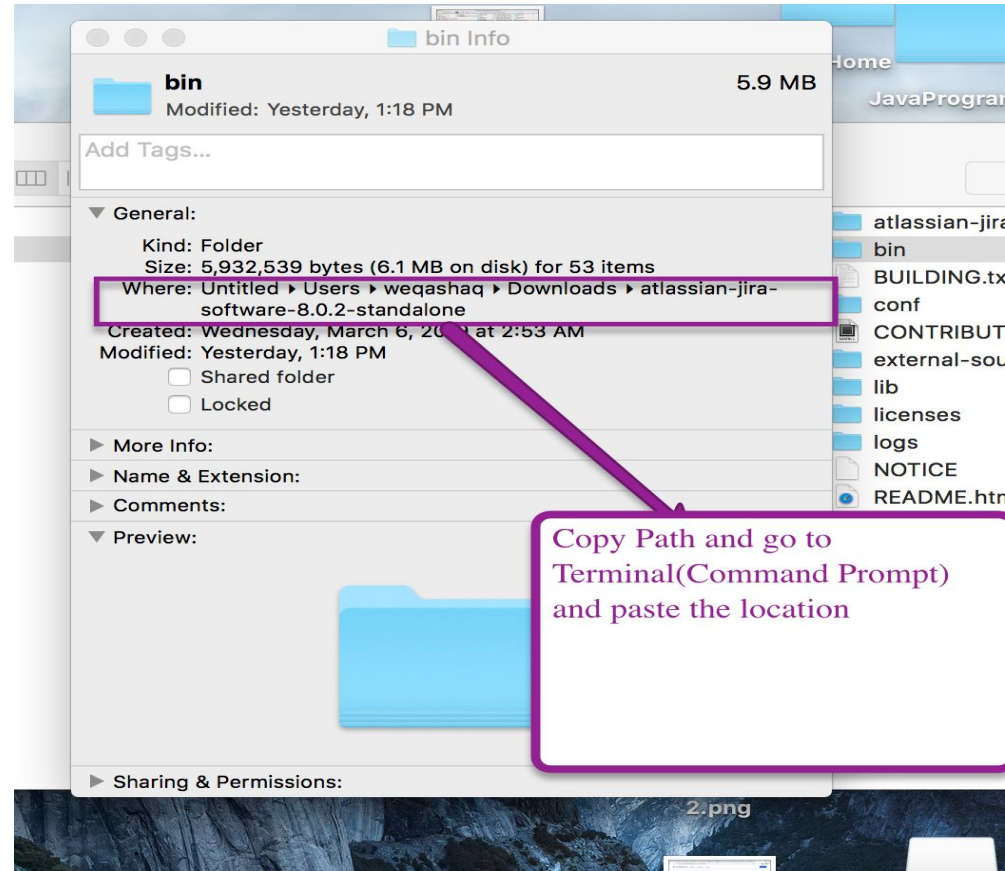 bin Info
Home
JavaProgram
bin
5.9 MB
Modified: Yesterday, 1:18 PM
Add Tags...
General:
Kind: Folder
Size: 5,932,539 bytes (6.1 MB on disk) for 53 items
Where: Untitled ▸ Users ▸ weqashaq ▸ Downloads ▸ atlassian-jira-
software-8.0.2-standalone
Created: Wednesday, March 6, 20 9 at 2:53 AM
Modified: Yesterday, 1:18 PM
Shared folder
Locked
More Info:
Name & Extension:
Comments:
Preview:
Sharing & Permissions:
atlassian-jira
bin
BUILDING.tx
conf
CONTRIBUT
external-sou
lib
licenses
logs
NOTICE
README.htm
Copy Path and go to
Terminal(Command Prompt)
and paste the location
2.png